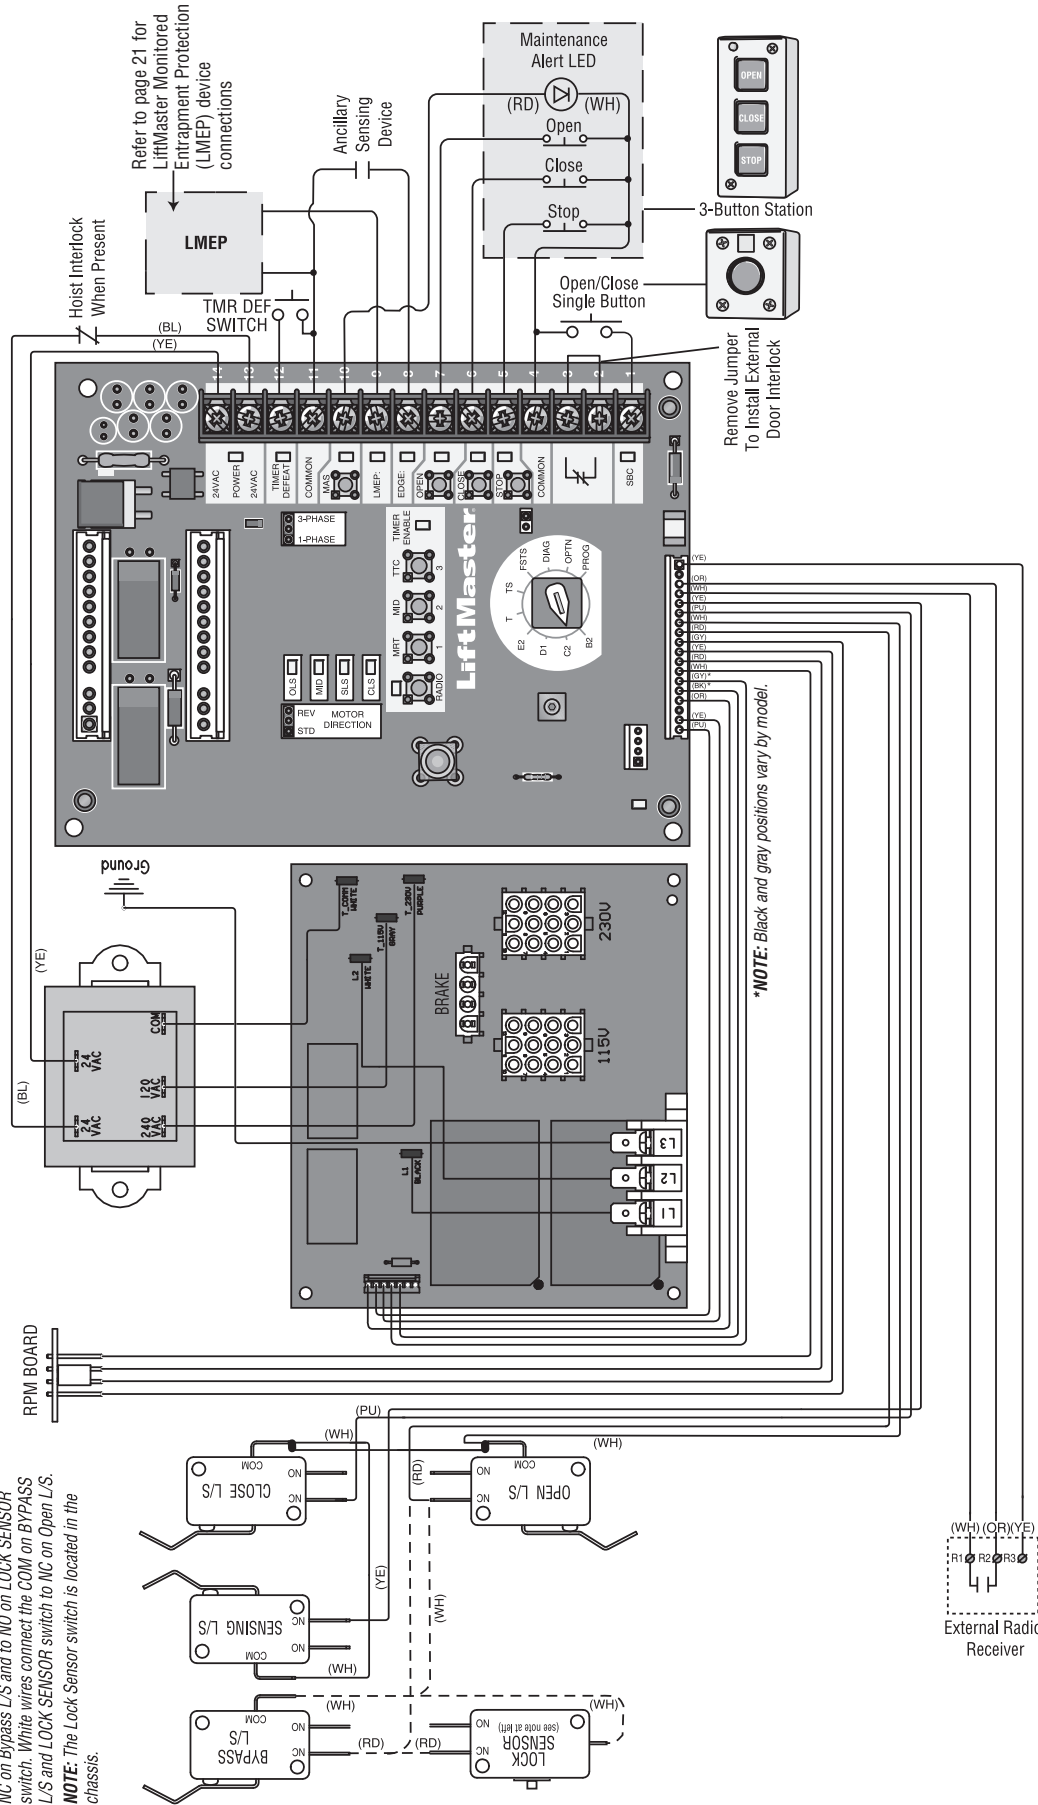 Refer to page 21 for
LiftMaster Monitored
Entrapment Protection
(LMEP) device
connections
Hoist Interlock
When Present
LMEP
TMR DEF
SWITCH
Ancillary
Sensing
Device
Maintenance
Alert LED
(RD)
(WH)
Open
Close
Stop
OPEN
CLOSE
STOP
3-Button Station
Open/Close
Single Button
Remove Jumper
To Install External
Door Interlock
(BL)
(YE)
14
13
12
11
10
9
8
7
6
5
4
3
2
1
24VAC
POWER
24VAC
TIMER
DEFEAT
COMMON
MAS
LMEP:
EDGE:
OPEN
CLOSE
STOP
COMMON
SBC
3-PHASE
1-PHASE
TIMER
ENABLE
TTC
3
MID
2
MRT
1
RADIO
LiftMaster
OLS
MID
SLS
CLS
REV
STD
MOTOR
DIRECTION
E2
T
TS
FSTS
DIAG
OPTN
PROG
B2
C2
D1
(YE)
(OR)
(WH)
(YE)
(PU)
(WH)
(RD)
(GY)
(YE)
(RD)
(WH)
(GY)*
(BK)*
(OR)
(YE)
(PU)
*NOTE: Black and gray positions vary by model.
Ground
(YE)
(BL)
24
VAC
24
VAC
COM
120
VAC
240
VAC
T_COMM
WHITE
T_115V
GRAY
T_230V
PURPLE
L2
WHITE
L1
BLACK
BRAKE
230V
115V
L3
L2
L1
RPM BOARD
(PU)
(WH)
(WH)
(RD)
(YE)
(WH)
(WH)
(WH)
(WH)
(RD)
(RD)
CLOSE L/S
COM
NO
NC
OPEN L/S
COM
NO
NC
SENSING L/S
NC
NO
COM
BYPASS
L/S
COM
NO
NC
LOCK
SENSOR
(see note at left)
NO
NC
NC on Bypass L/S and to NO on LOCK SENSOR
switch. White wires connect the COM on BYPASS
L/S and LOCK SENSOR switch to NC on Open L/S.
NOTE: The Lock Sensor switch is located in the
chassis.
(WH)
(OR)
(YE)
R1
R2
R3
External Radio
Receiver